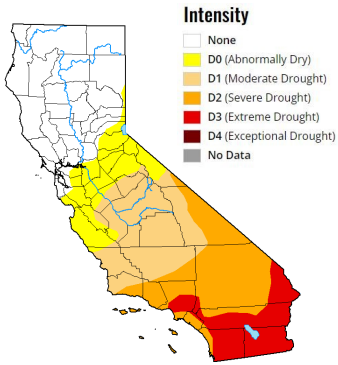 Intensity
None
D0 (Abnormally Dry)
D1 (Moderate Drought)
D2 (Severe Drought)
D3 (Extreme Drought)
D4 (Exceptional Drought)
No Data